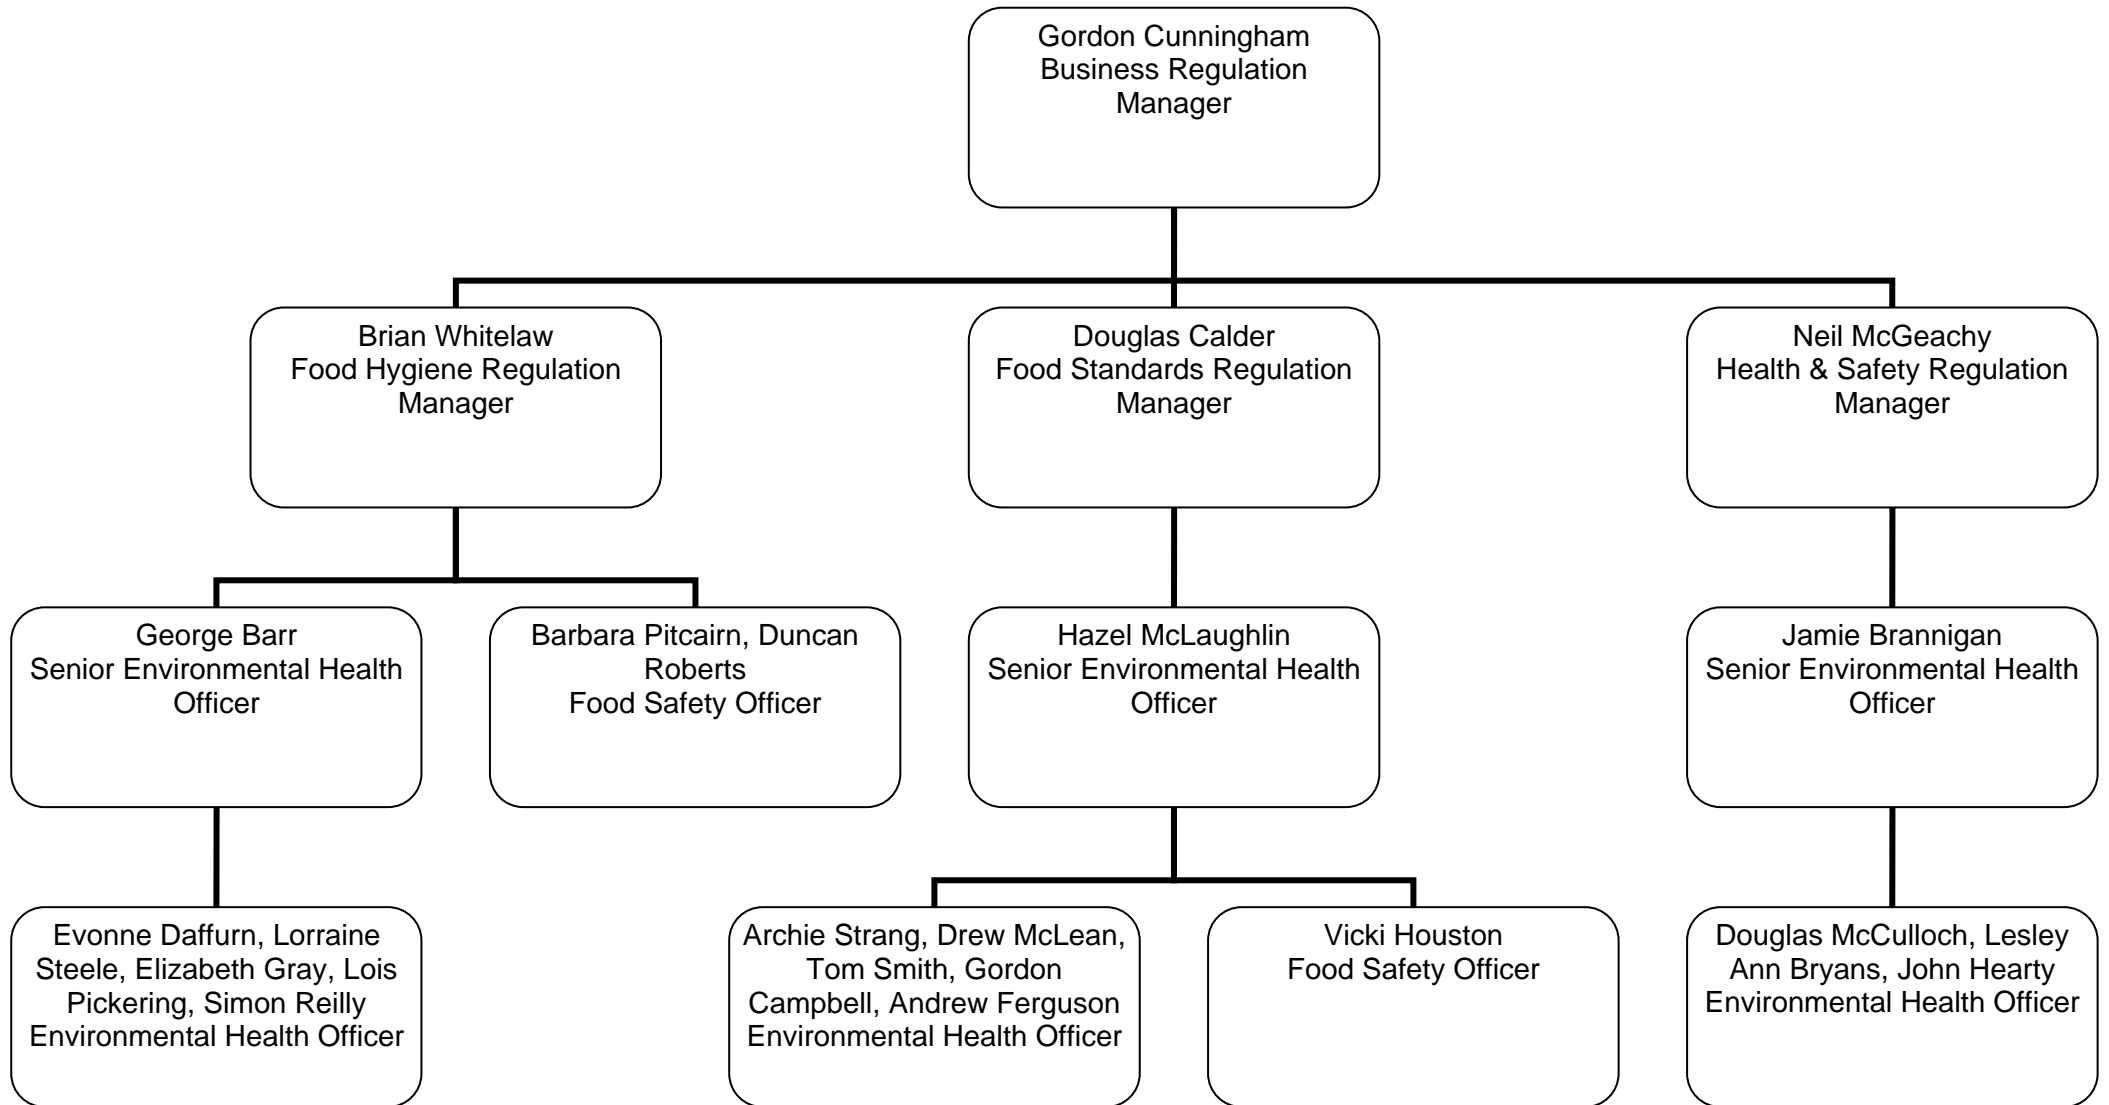 Gordon Cunningham
Business Regulation
Manager
Brian Whitelaw
Food Hygiene Regulation
Manager
Douglas Calder
Food Standards Regulation
Manager
Neil McGeachy
Health & Safety Regulation
Manager
George Barr
Senior Environmental Health
Officer
Barbara Pitcairn, Duncan
Roberts
Food Safety Officer
Hazel McLaughlin
Senior Environmental Health
Officer
Jamie Brannigan
Senior Environmental Health
Officer
Evonne Daffurn, Lorraine
Steele, Elizabeth Gray, Lois
Pickering, Simon Reilly
Environmental Health Officer
Archie Strang, Drew McLean,
Tom Smith, Gordon
Campbell, Andrew Ferguson
Environmental Health Officer
Vicki Houston
Food Safety Officer
Douglas McCulloch, Lesley
Ann Bryans, John Hearty
Environmental Health Officer